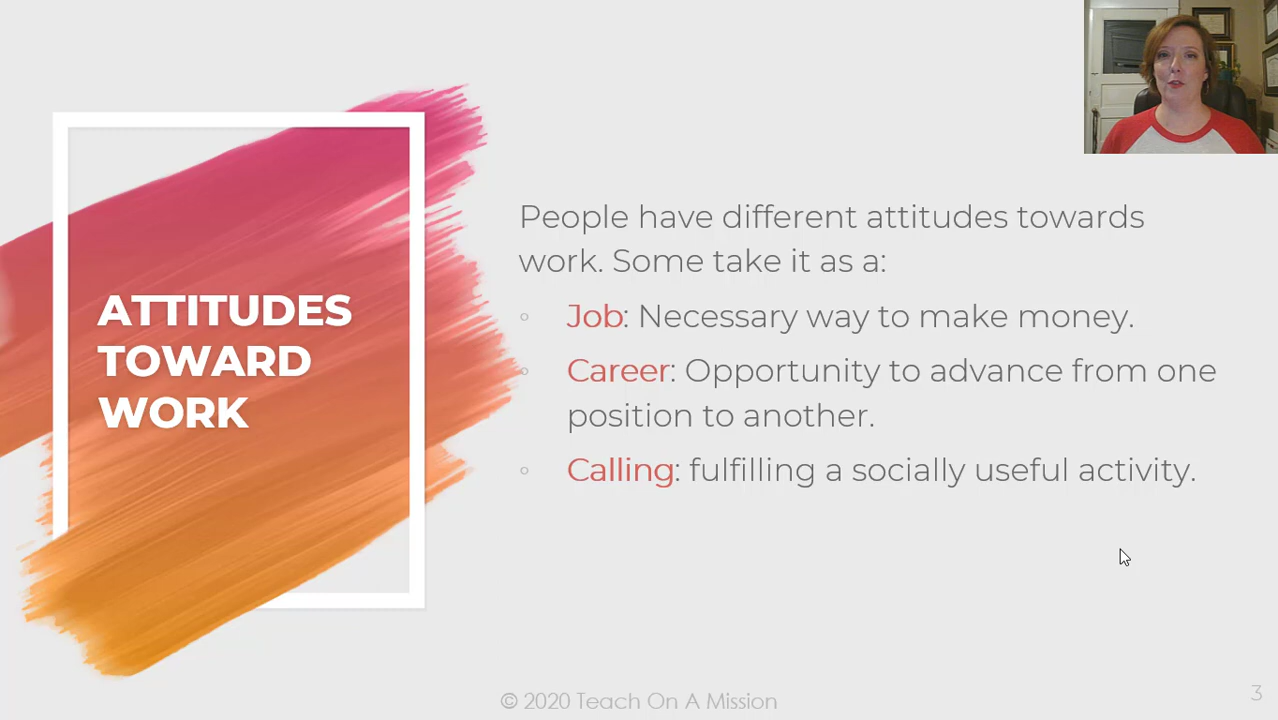 ATTITUDES
TOWARD
WORK
People have different attitudes towards
work. Some take it as a:
Job: Necessary way to make money.
Career: Opportunity to advance from one
position to another.
Calling: fulfilling a socially useful activity.
© 2020 Teach On A Mission
3